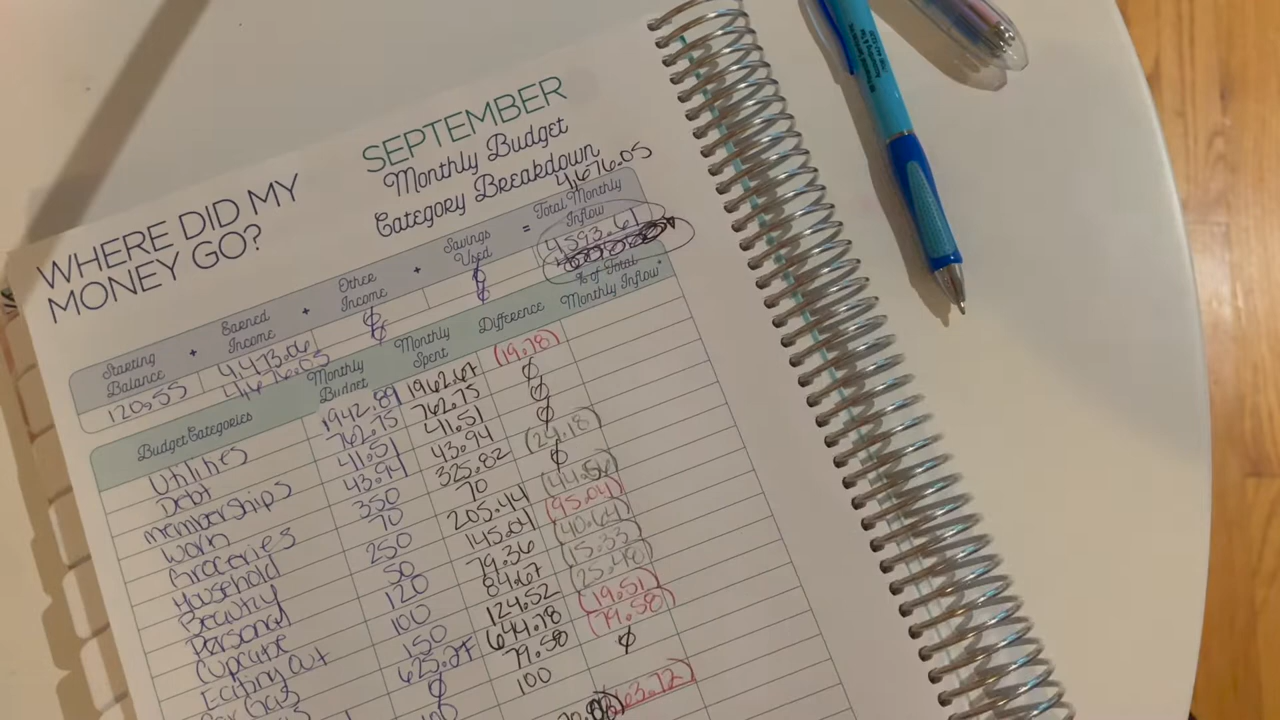 SEPTEMBER
Monthly Budget
Category Breakdown
WHERE DID MY
MONEY GO?
4,676.05
Starting Balance + Earned Income + Other Income + Savings Used = Total Monthly Inflow
120.55 4,473.06 Ø Ø 4593.61
Ø Ø
Budget Categories Monthly Budget Monthly Spent Difference % of Total Monthly Inflow*
Utilities 1942.89 1962.67 (19.78)
Debt 762.75 762.75 Ø
memberships 41.51 41.51 Ø
Work 43.94 43.94 Ø
Groceries 350 325.82 (24.18)
Household 70 70 Ø
Beauty 250 205.44 (44.56)
Personal 50 145.04 (95.04)
Cupcake 120 79.36 (40.64)
Eating Out 100 84.67 (15.33)
Car Gas 150 124.52 (25.48)
625.27 644.78 (19.51)
Ø 79.58 (79.58)
100 100 Ø
(63.72)